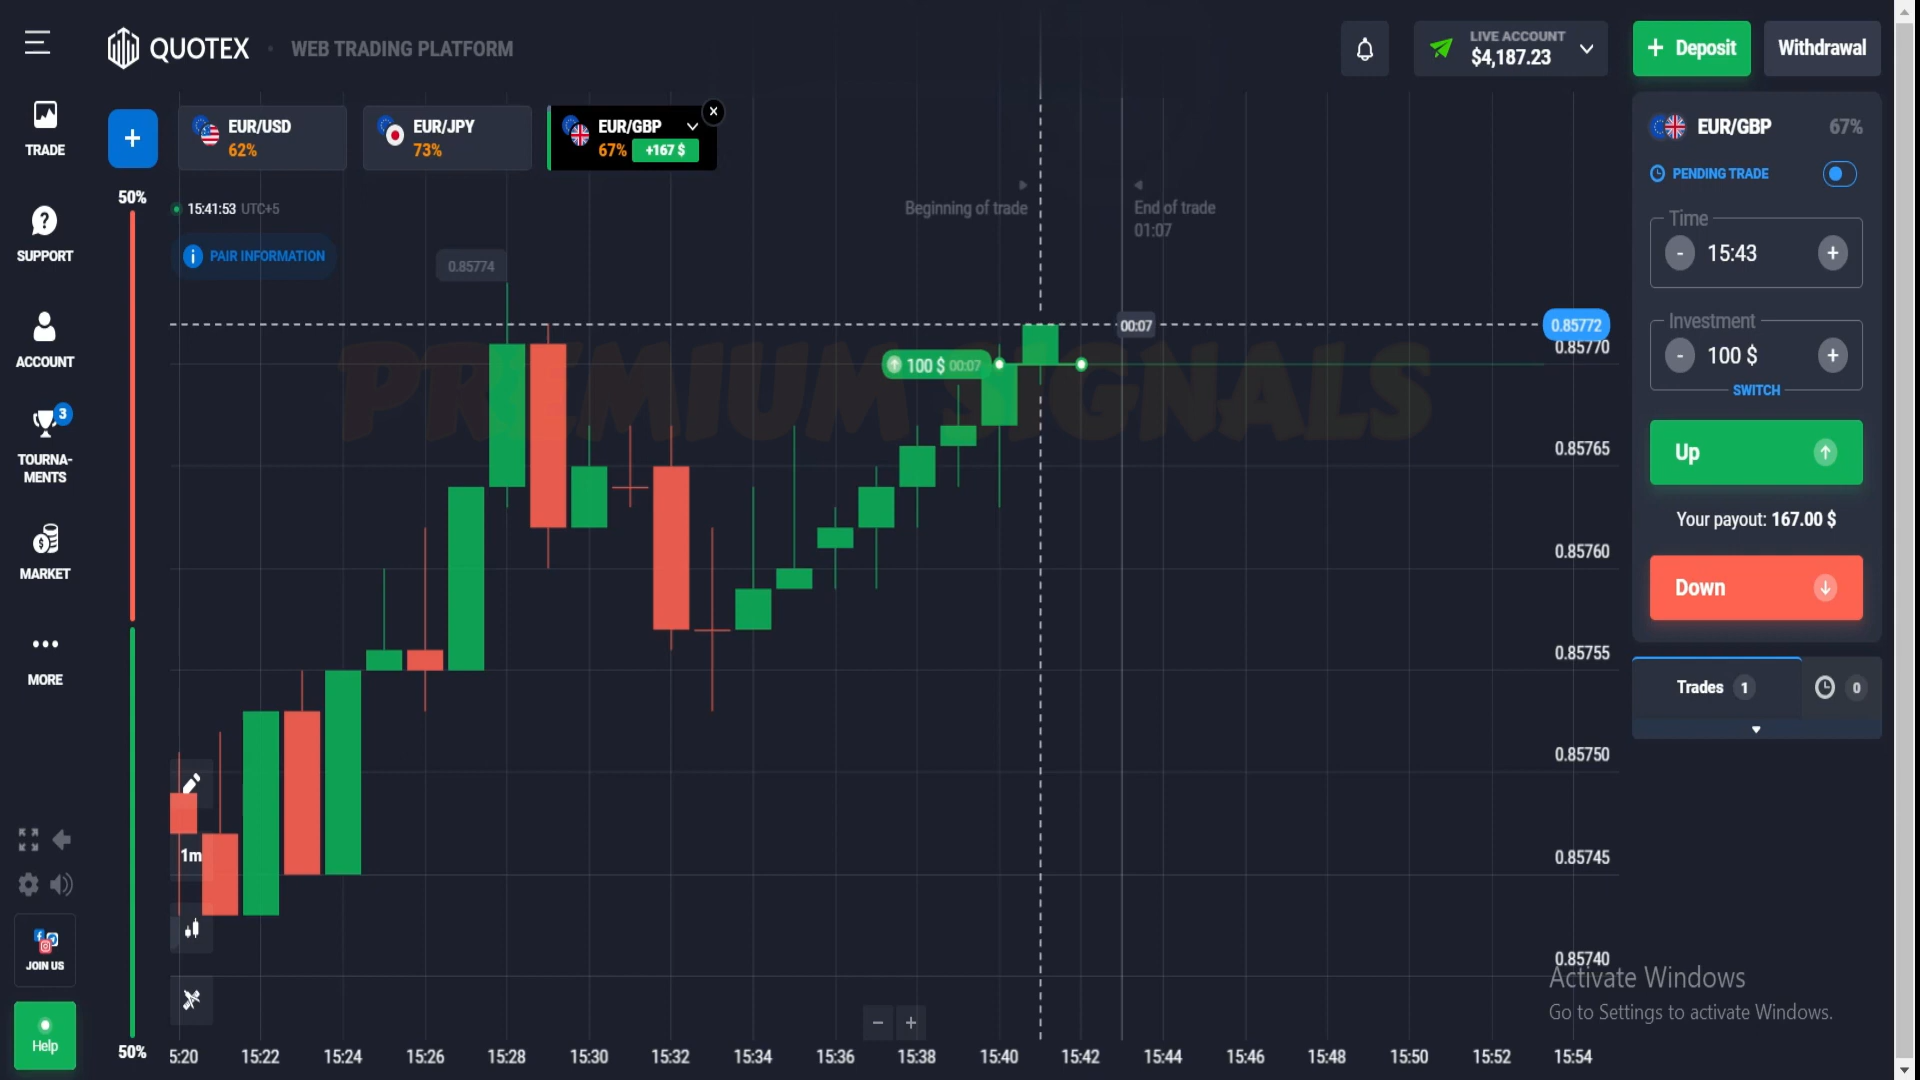 QUOTEX
WEB TRADING PLATFORM
LIVE ACCOUNT
$4,187.23
+ Deposit
Withdrawal
TRADE
SUPPORT
ACCOUNT
3
TOURNA-
MENTS
MARKET
MORE
JOIN US
Help
+
EUR/USD
62%
EUR/JPY
73%
EUR/GBP
67% +167 $
50%
15:41:53 UTC+5
PAIR INFORMATION
0.85774
Beginning of trade
End of trade
01:07
00:07
100 $ 00:07
PREMIUM SIGNALS
0.85772
0.85770
0.85765
0.85760
0.85755
0.85750
0.85745
0.85740
1m
50%
- +
5:20 15:22 15:24 15:26 15:28 15:30 15:32 15:34 15:36 15:38 15:40 15:42 15:44 15:46 15:48 15:50 15:52 15:54
EUR/GBP 67%
PENDING TRADE
Time
- 15:43 +
Investment
- 100 $ +
SWITCH
Up
Your payout: 167.00 $
Down
Trades 1
0
Activate Windows
Go to Settings to activate Windows.